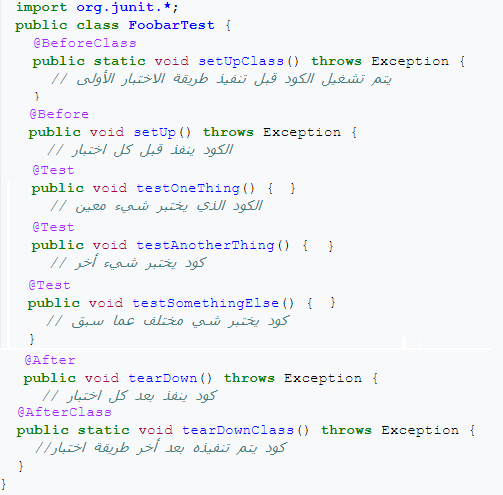 import org.junit.*;
public class FoobarTest {
@BeforeClass
public static void setUpClass() throws Exception {
// يتم تشغيل الكود قبل تنفيذ طريقة الاختبار الأولى
}
@Before
public void setUp() throws Exception {
// الكود ينفذ قبل كل اختبار
@Test
public void testOneThing() {  }
// الكود الذي يختبر شيء معين
@Test
public void testAnotherThing() {  }
// كود يختبر شيء أخر
@Test
public void testSomethingElse() {  }
// كود يختبر شي مختلف عما سبق
}
@After
public void tearDown() throws Exception {
// كود ينفذ بعد كل اختبار
@AfterClass
public static void tearDownClass() throws Exception {
//كود يتم تنفيذه بعد أخر طريقة اختبار
}
}